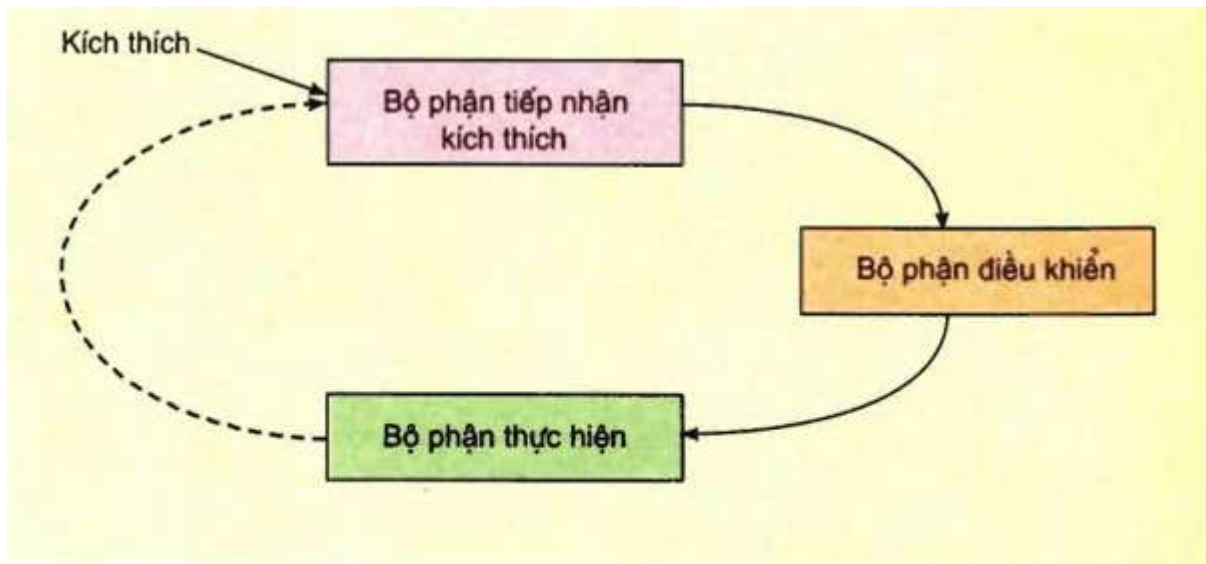 Kích thích
Bộ phận tiếp nhận
kích thích
Bộ phận điều khiển
Bộ phận thực hiện